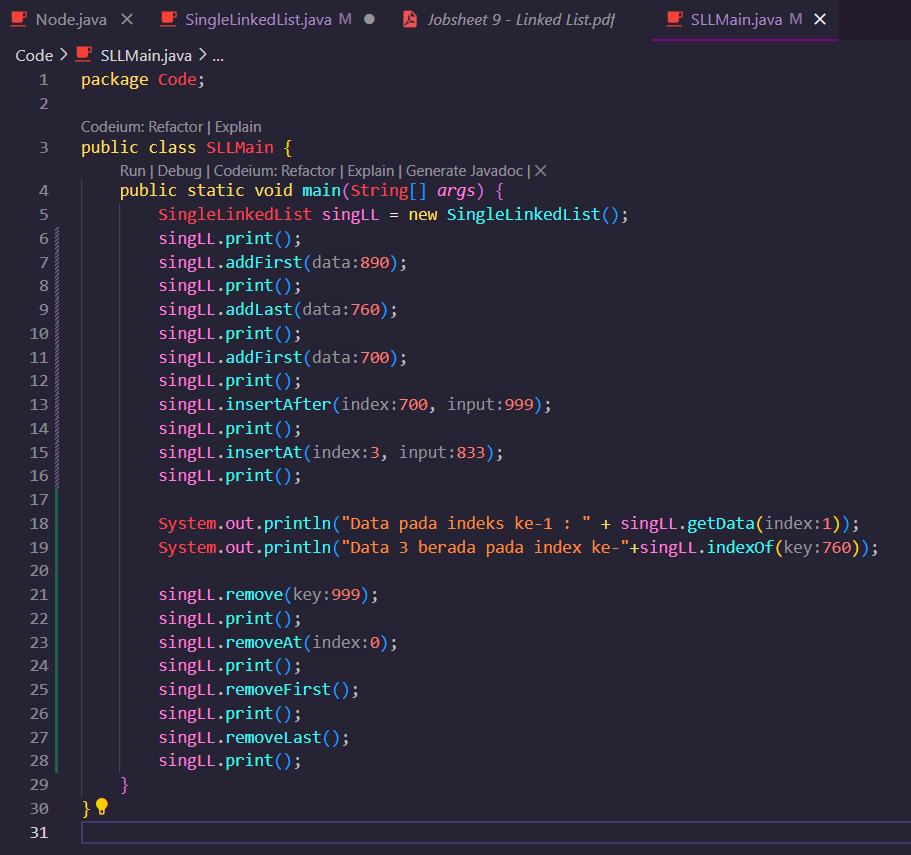 Node.java SingleLinkedList.java M Jobsheet 9 - Linked List.pdf SLLMain.java M
Code > SLLMain.java > ...
1 package Code;
2
Codeium: Refactor | Explain
3 public class SLLMain {
Run | Debug | Codeium: Refactor | Explain | Generate Javadoc | X
4 public static void main(String[] args) {
5 SingleLinkedList singLL = new SingleLinkedList();
6 singLL.print();
7 singLL.addFirst(data:890);
8 singLL.print();
9 singLL.addLast(data:760);
10 singLL.print();
11 singLL.addFirst(data:700);
12 singLL.print();
13 singLL.insertAfter(index:700, input:999);
14 singLL.print();
15 singLL.insertAt(index:3, input:833);
16 singLL.print();
17
18 System.out.println("Data pada indeks ke-1 : " + singLL.getData(index:1));
19 System.out.println("Data 3 berada pada index ke-"+singLL.indexOf(key:760));
20
21 singLL.remove(key:999);
22 singLL.print();
23 singLL.removeAt(index:0);
24 singLL.print();
25 singLL.removeFirst();
26 singLL.print();
27 singLL.removeLast();
28 singLL.print();
29 }
30 }
31